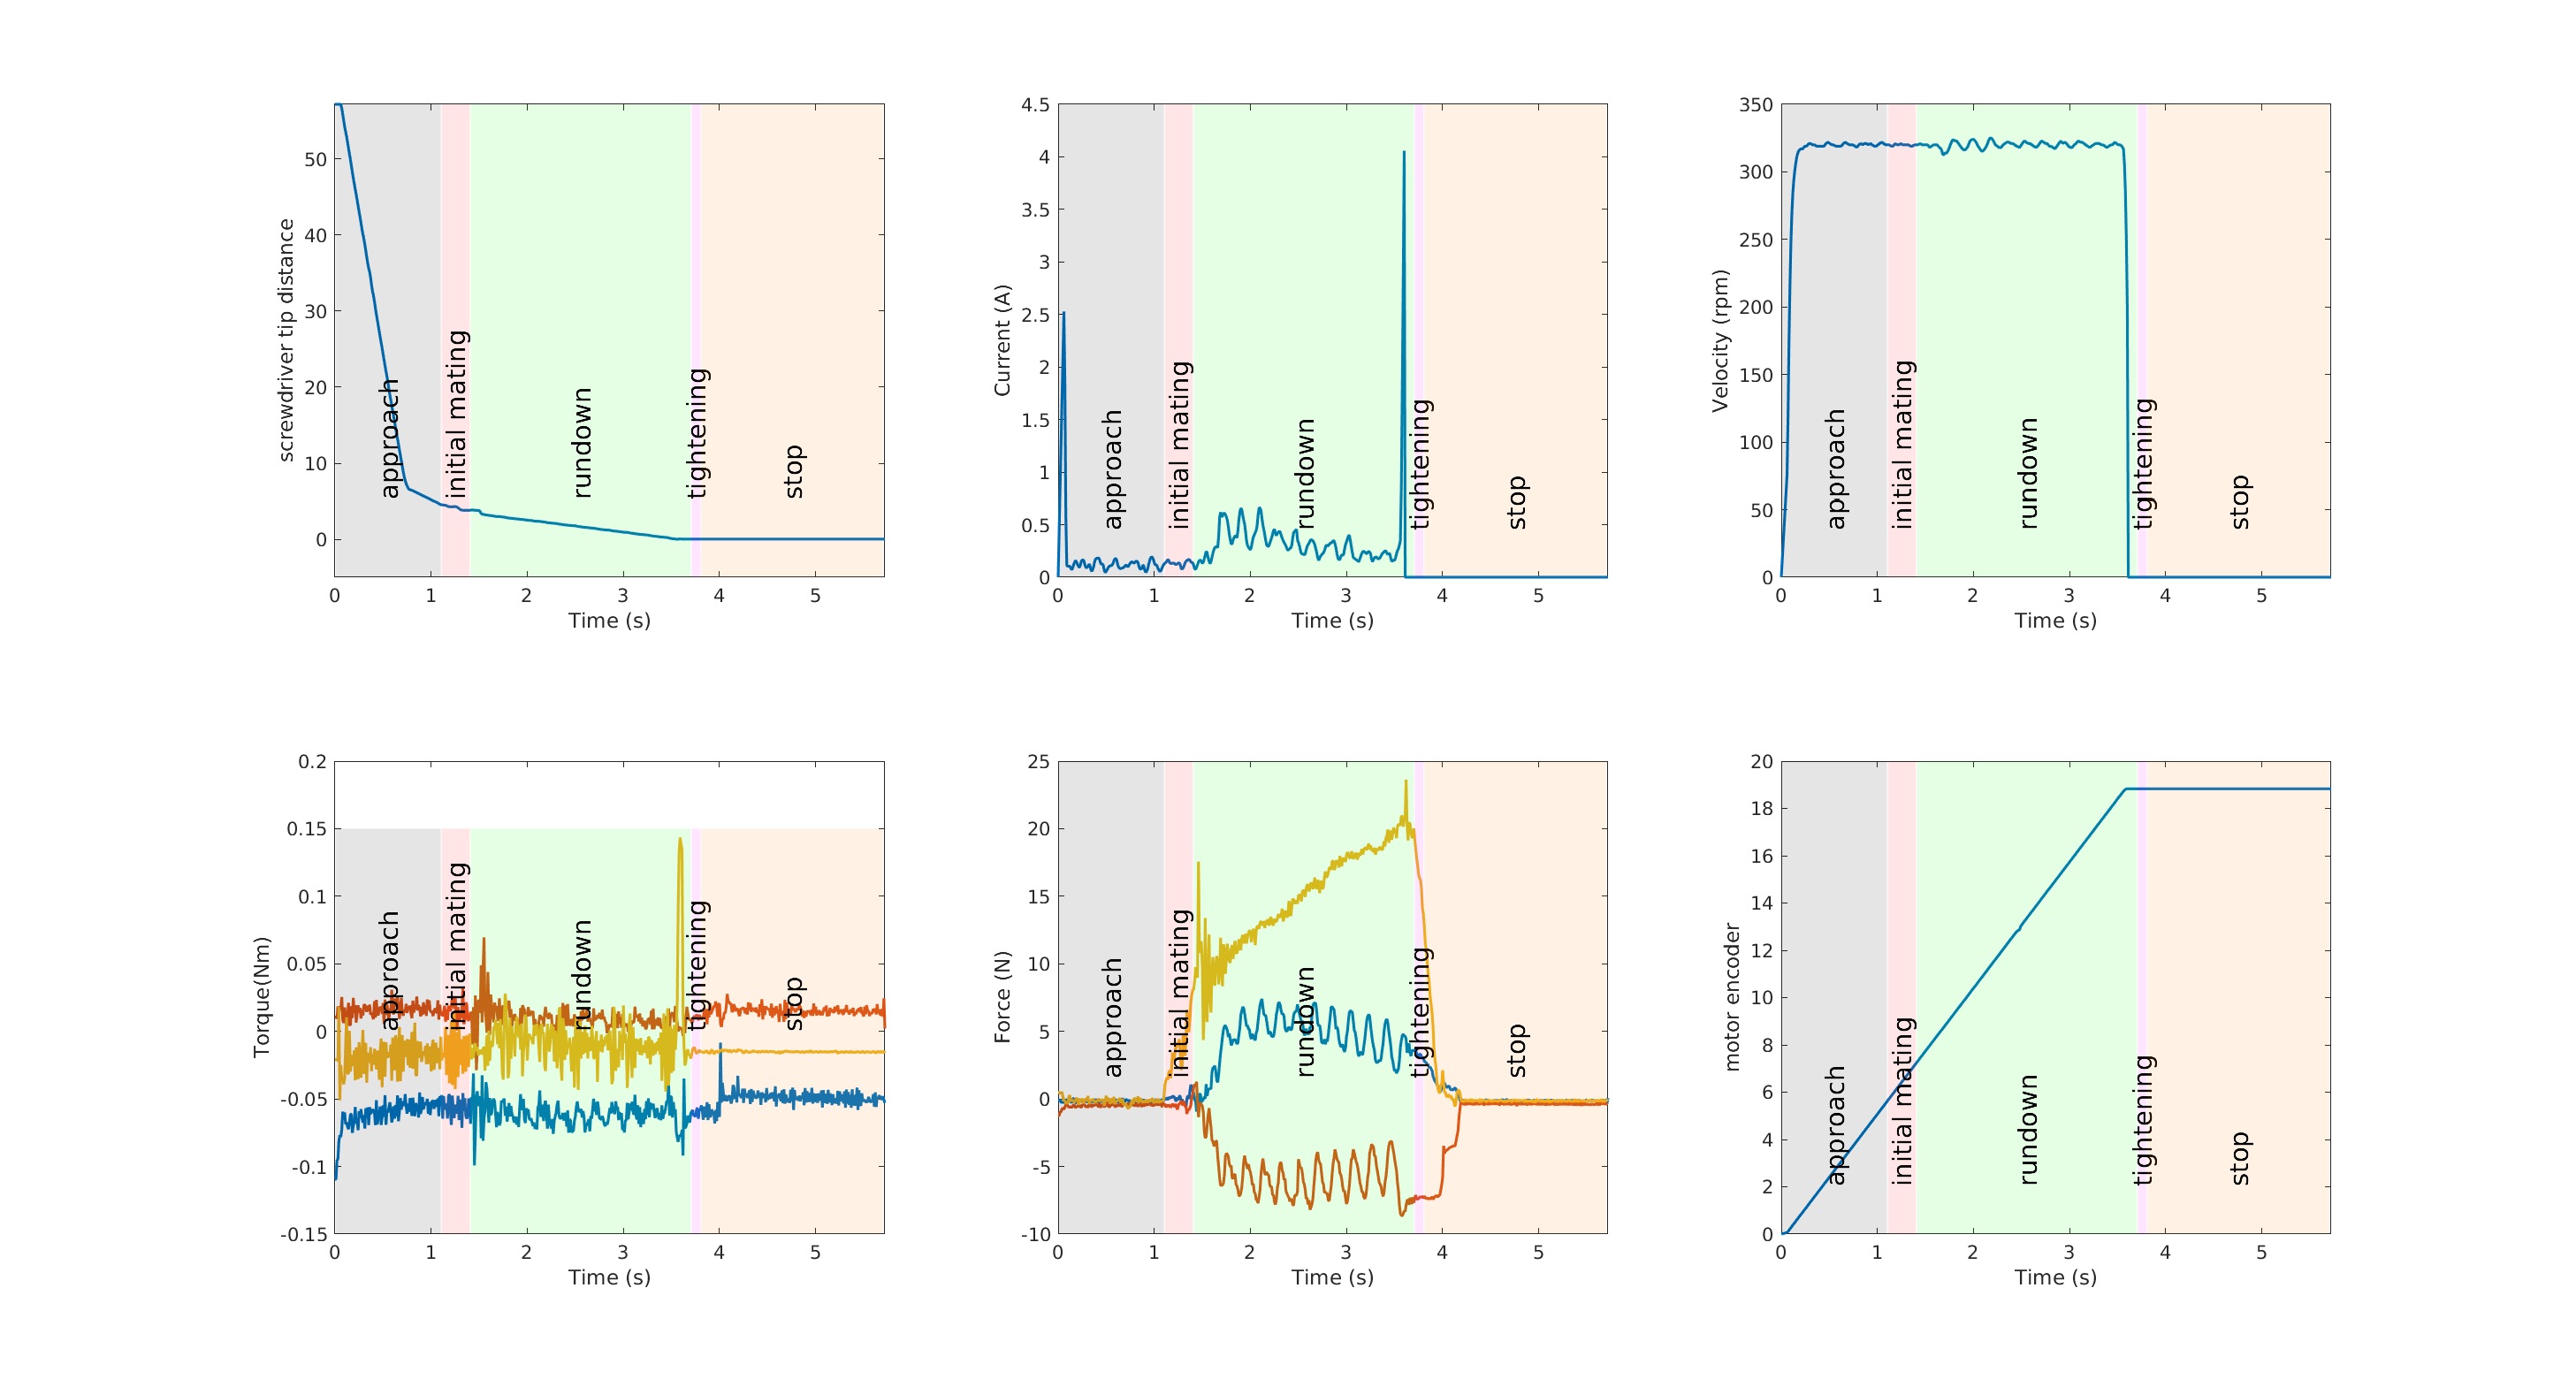 screwdriver tip distance
50
40
30
20
10
0
approach
initial mating
rundown
tightening
stop
0 1 2 3 4 5
Time (s)
Current (A)
4.5
4
3.5
3
2.5
2
1.5
1
0.5
0
approach
initial mating
rundown
tightening
stop
0 1 2 3 4 5
Time (s)
Velocity (rpm)
350
300
250
200
150
100
50
0
approach
initial mating
rundown
tightening
stop
0 1 2 3 4 5
Time (s)
Torque(Nm)
0.2
0.15
0.1
0.05
0
-0.05
-0.1
-0.15
approach
initial mating
rundown
tightening
stop
0 1 2 3 4 5
Time (s)
Force (N)
25
20
15
10
5
0
-5
-10
approach
initial mating
rundown
tightening
stop
0 1 2 3 4 5
Time (s)
motor encoder
20
18
16
14
12
10
8
6
4
2
0
approach
initial mating
rundown
tightening
stop
0 1 2 3 4 5
Time (s)